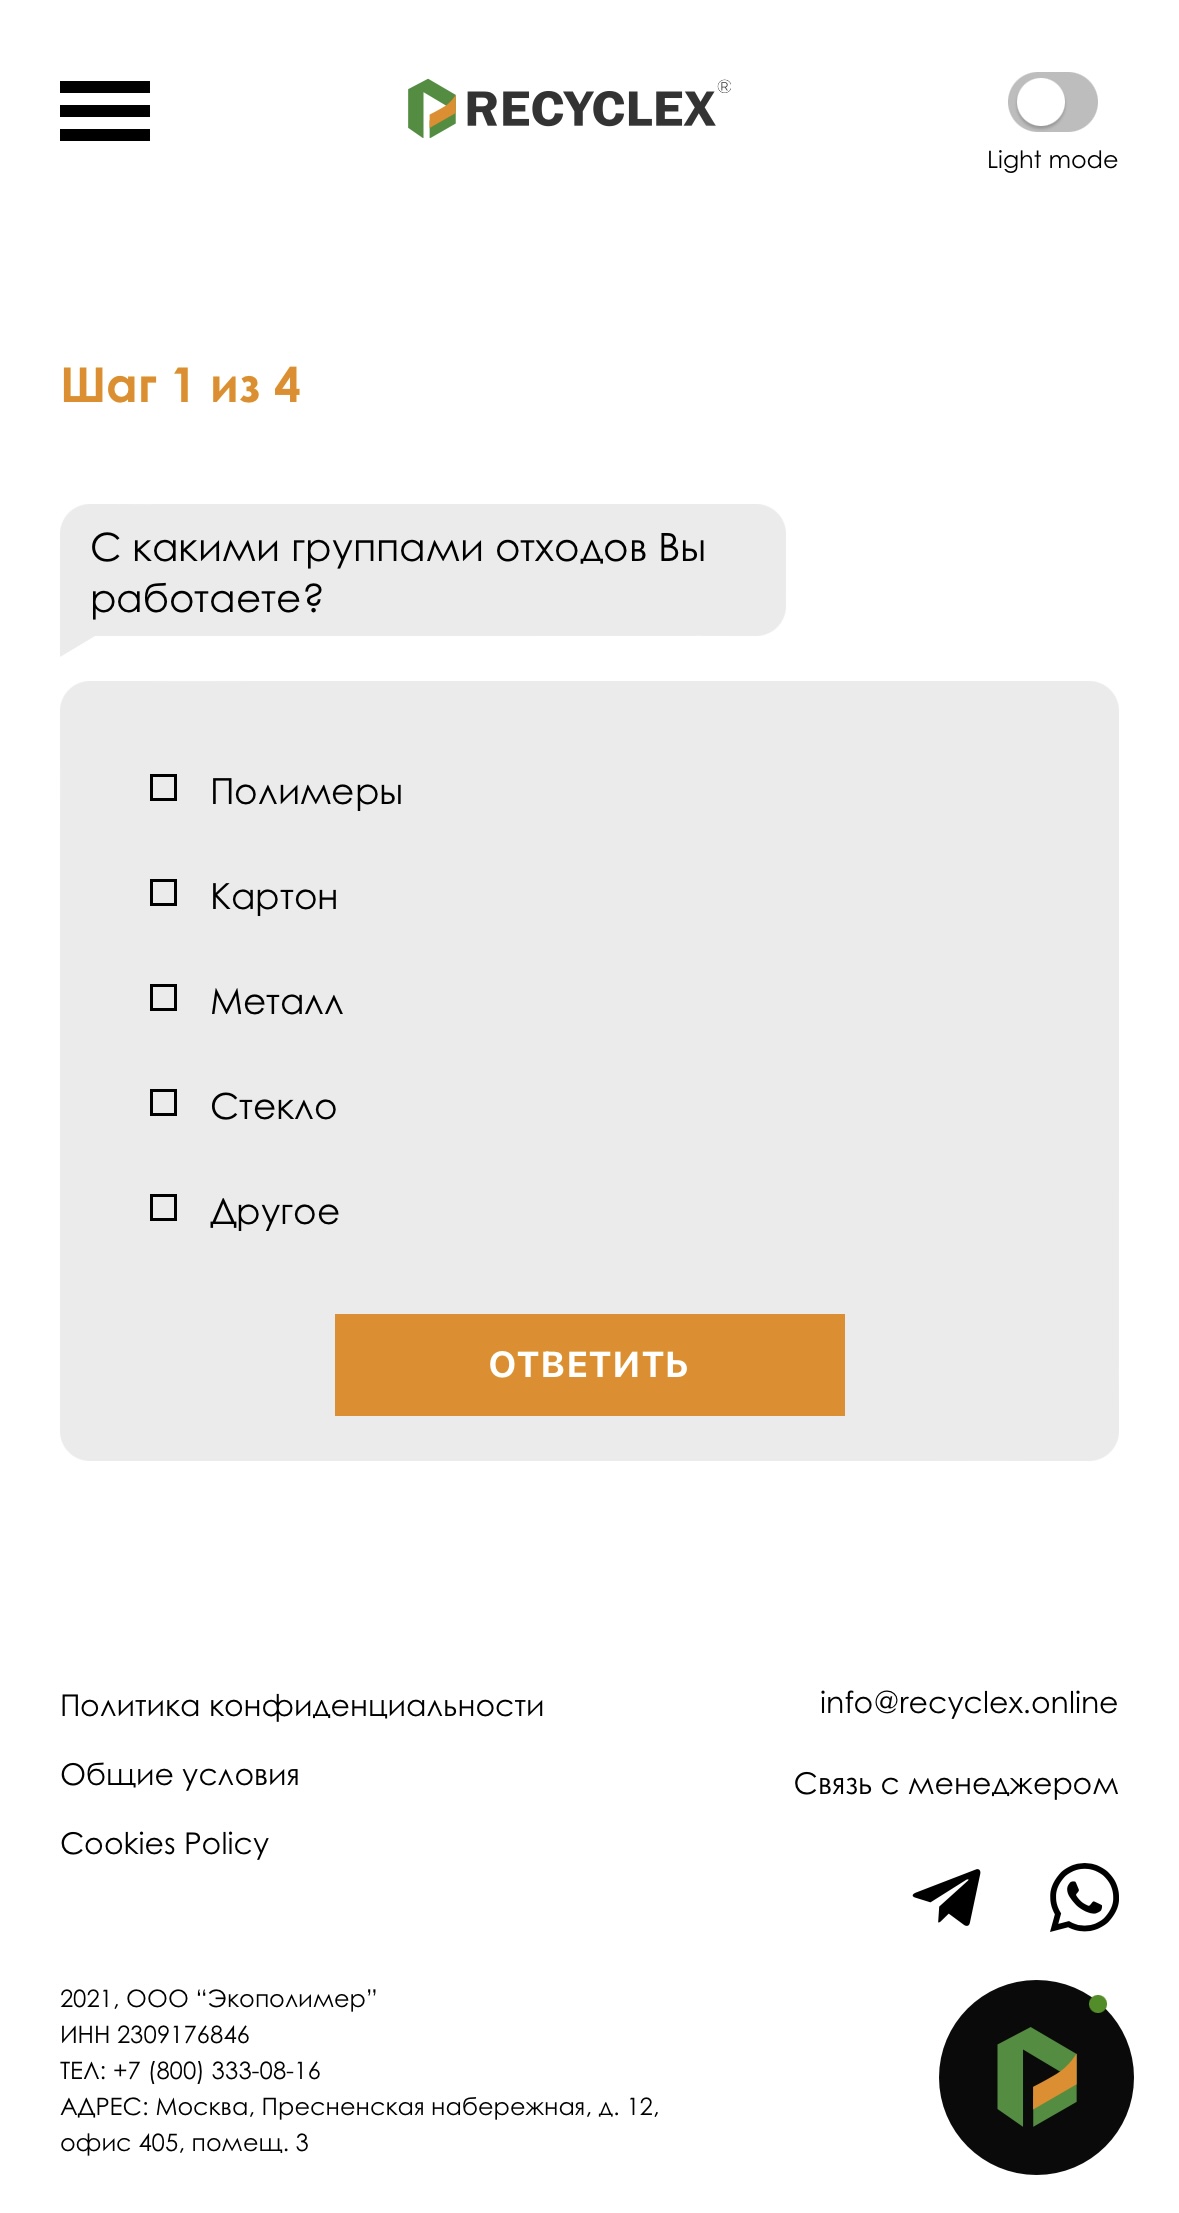 RECYCLEX®
Light mode
Шаг 1 из 4
С какими группами отходов Вы
работаете?
Полимеры
Картон
Металл
Стекло
Другое
ОТВЕТИТЬ
Политика конфиденциальности
Общие условия
Cookies Policy
info@recyclex.online
Связь с менеджером
2021, ООО “Экополимер”
ИНН 2309176846
ТЕЛ: +7 (800) 333-08-16
АДРЕС: Москва, Пресненская набережная, д. 12,
офис 405, помещ. 3